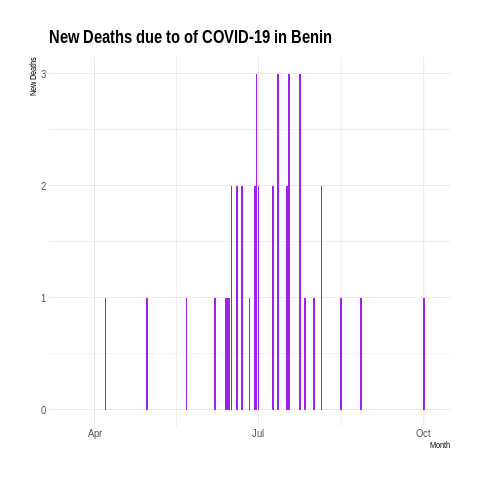 New Deaths due to of COVID-19 in Benin
New Deaths
3
2
1
0
Apr Jul Oct
Month